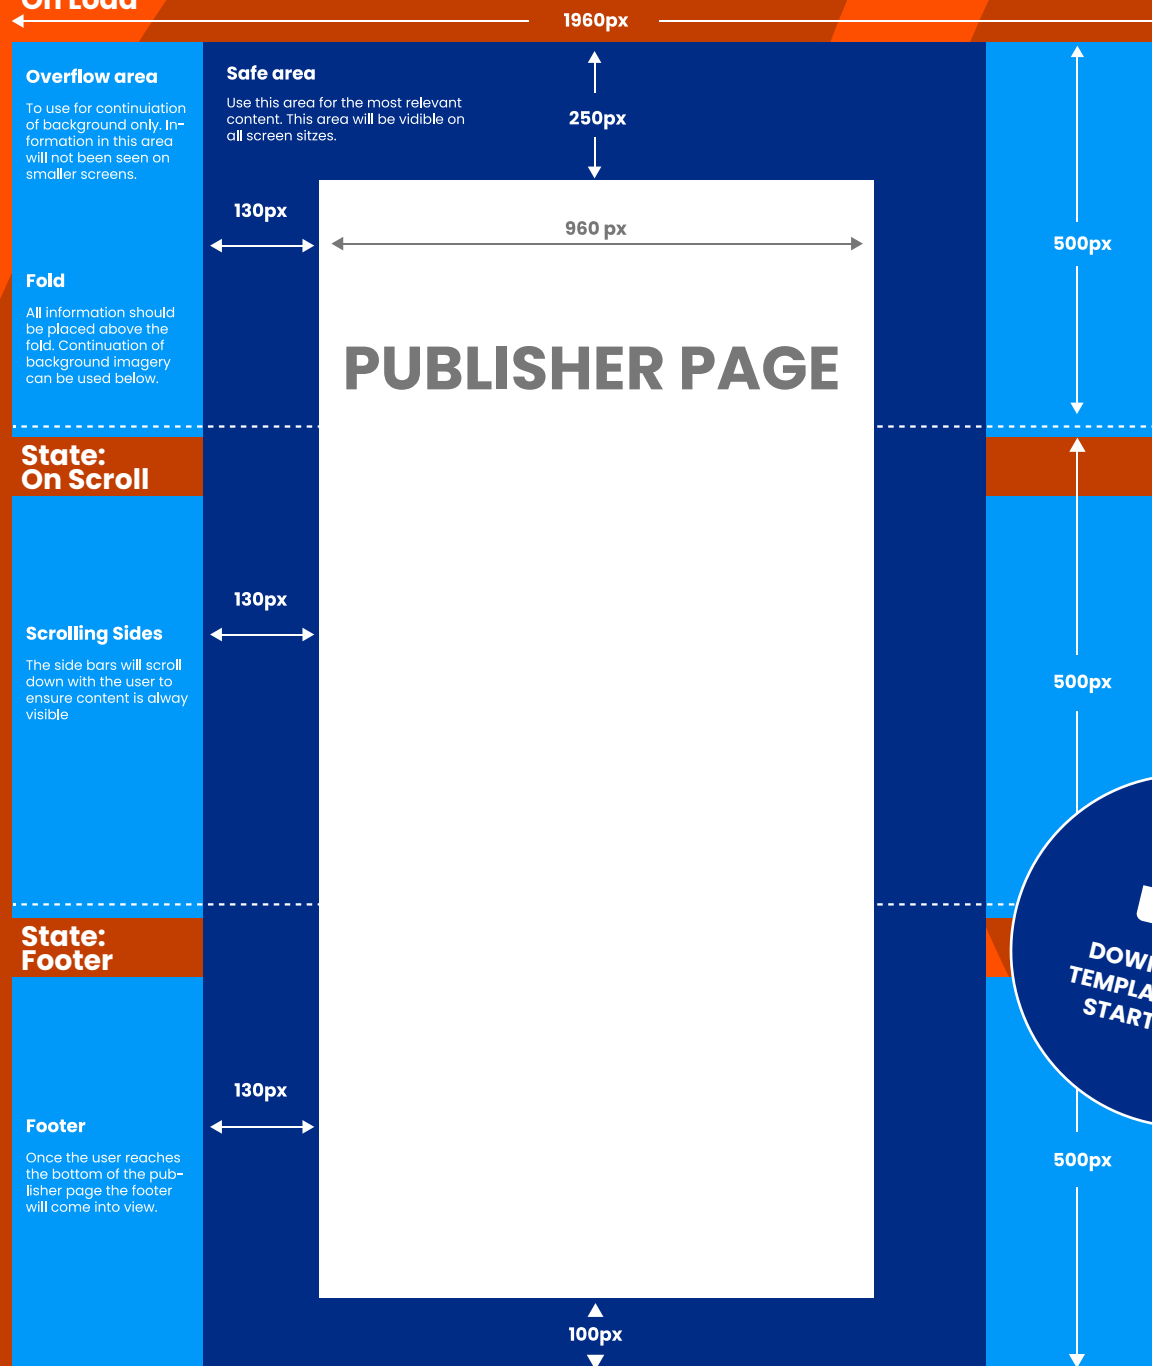 On Load
1960px
Overflow area
To use for continuiation
of background only. In-
formation in this area
will not been seen on
smaller screens.
Safe area
Use this area for the most relevant
content. This area will be vidible on
all screen sitzes.
250px
130px
960 px
500px
Fold
All information should
be placed above the
fold. Continuation of
background imagery
can be used below.
PUBLISHER PAGE
State:
On Scroll
130px
Scrolling Sides
The side bars will scroll
down with the user to
ensure content is alway
visible
500px
State:
Footer
130px
Footer
Once the user reaches
the bottom of the pub-
lisher page the footer
will come into view.
500px
100px